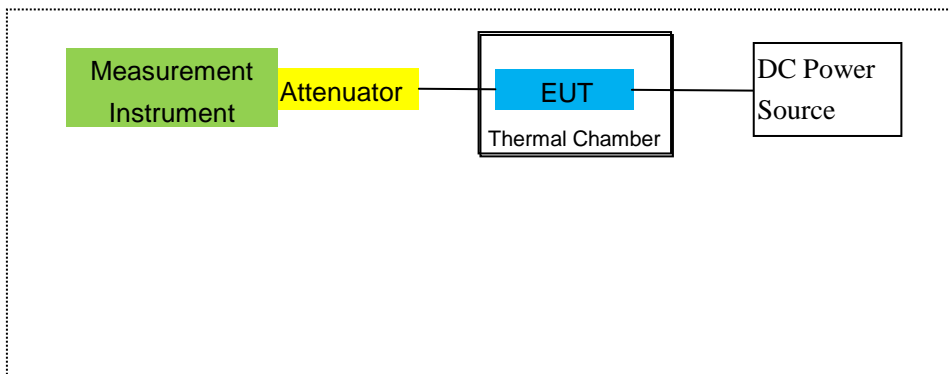 Measurement
Instrument
Attenuator
EUT
Thermal Chamber
DC Power
Source